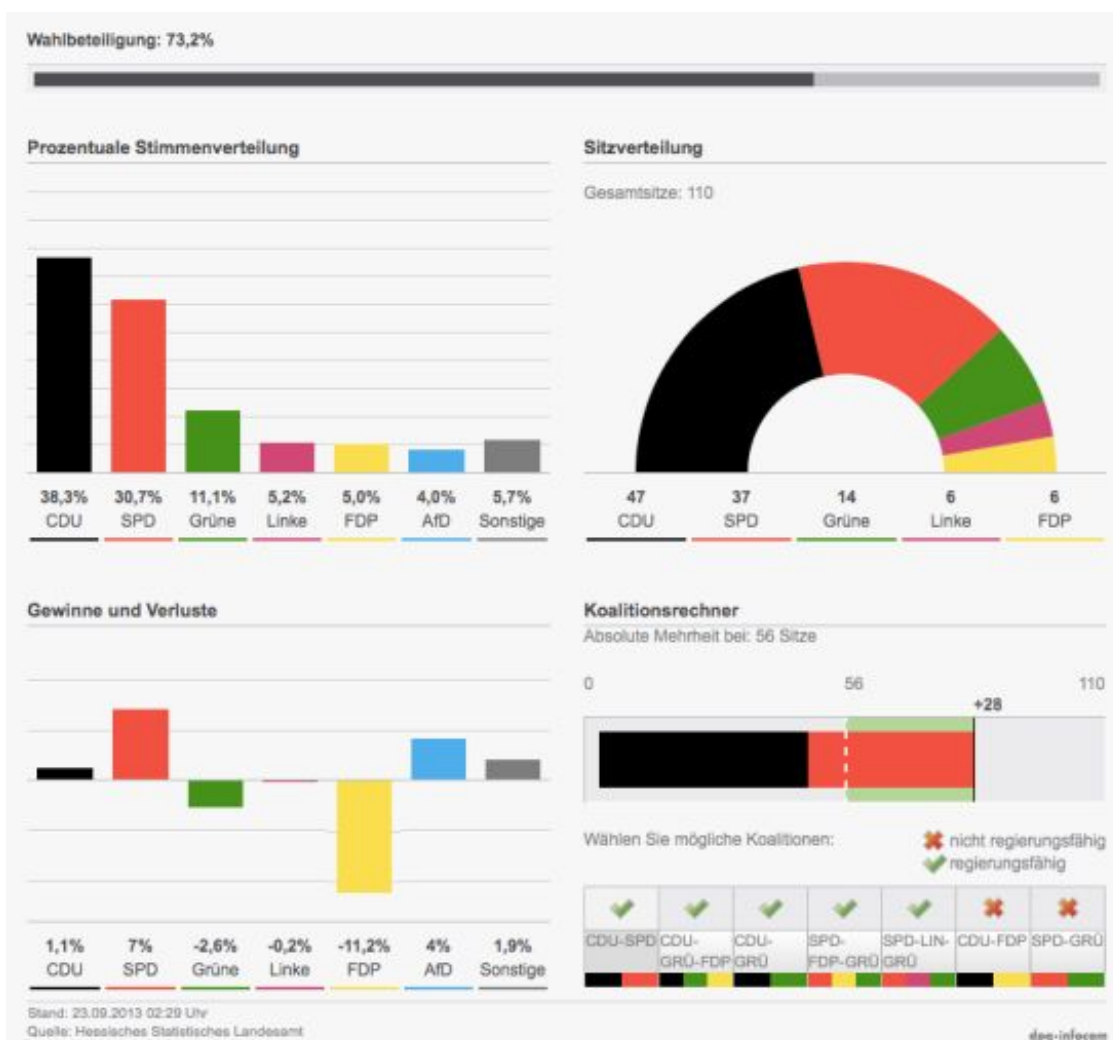 Wahlbeteiligung: 73,2%
Prozentuale Stimmenverteilung
38,3% 30,7% 11,1% 5,2% 5,0% 4,0% 5,7%
CDU SPD Grüne Linke FDP AfD Sonstige
Sitzverteilung
Gesamtsitze: 110
47 37 14 6 6
CDU SPD Grüne Linke FDP
Gewinne und Verluste
1,1% 7% -2,6% -0,2% -11,2% 4% 1,9%
CDU SPD Grüne Linke FDP AfD Sonstige
Koalitionsrechner
Absolute Mehrheit bei: 56 Sitze
0 56 110
+28
Wählen Sie mögliche Koalitionen:
nicht regierungsfähig
regierungsfähig
CDU-SPD CDU- CDU- SPD- SPD-LIN- CDU-FDP SPD-GRÜ
GRÜ-FDP GRÜ FDP-GRÜ GRÜ
Stand: 23.09.2013 02:29 Uhr
Quelle: Hessisches Statistisches Landesamt
dpa-infocom